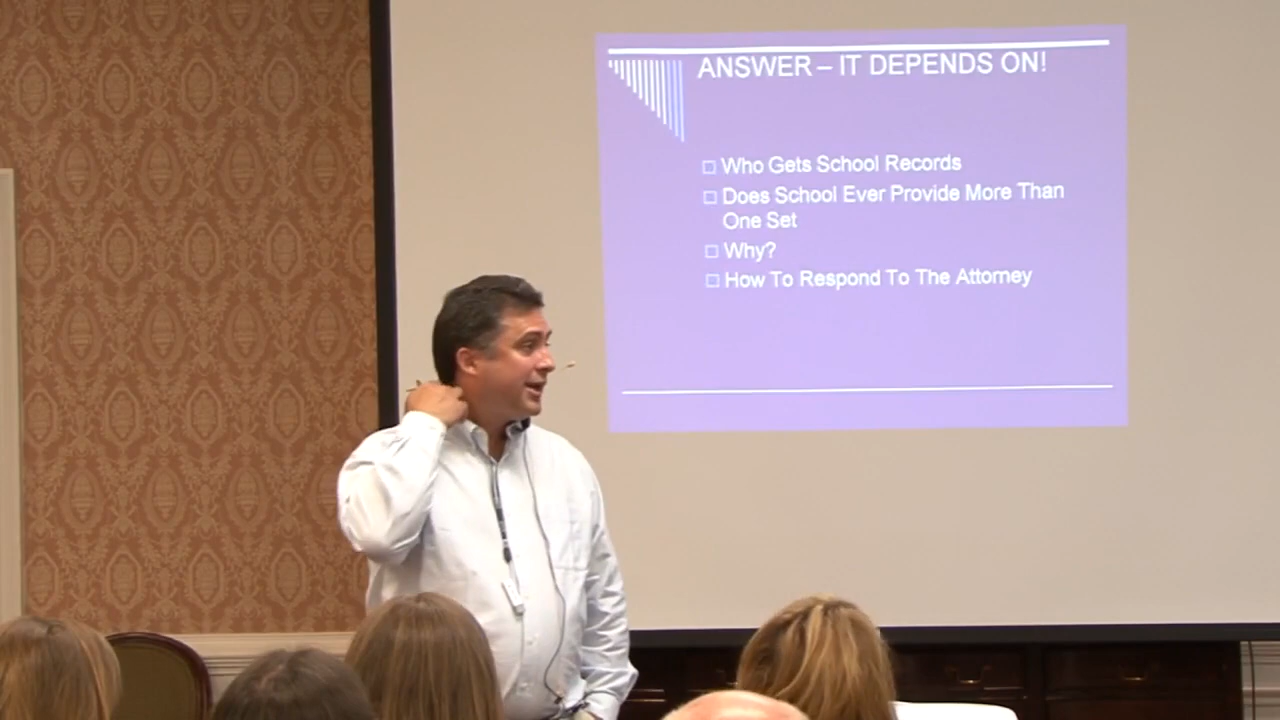 ANSWER – IT DEPENDS ON!
Who Gets School Records
Does School Ever Provide More Than
One Set
Why?
How To Respond To The Attorney